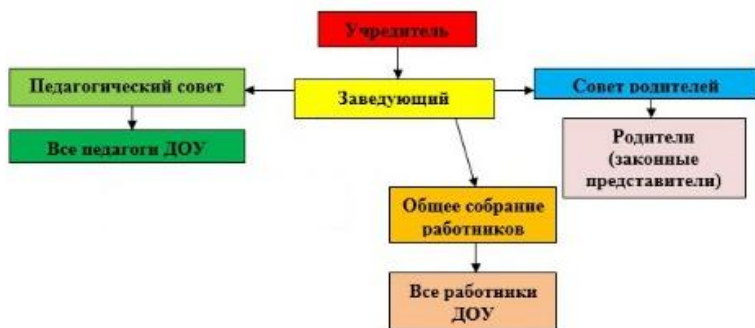 Учредитель
Педагогический совет
Заведующий
Совет родителей
Все педагоги ДОУ
Родители
(законные
представители)
Общее собрание
работников
Все работники
ДОУ